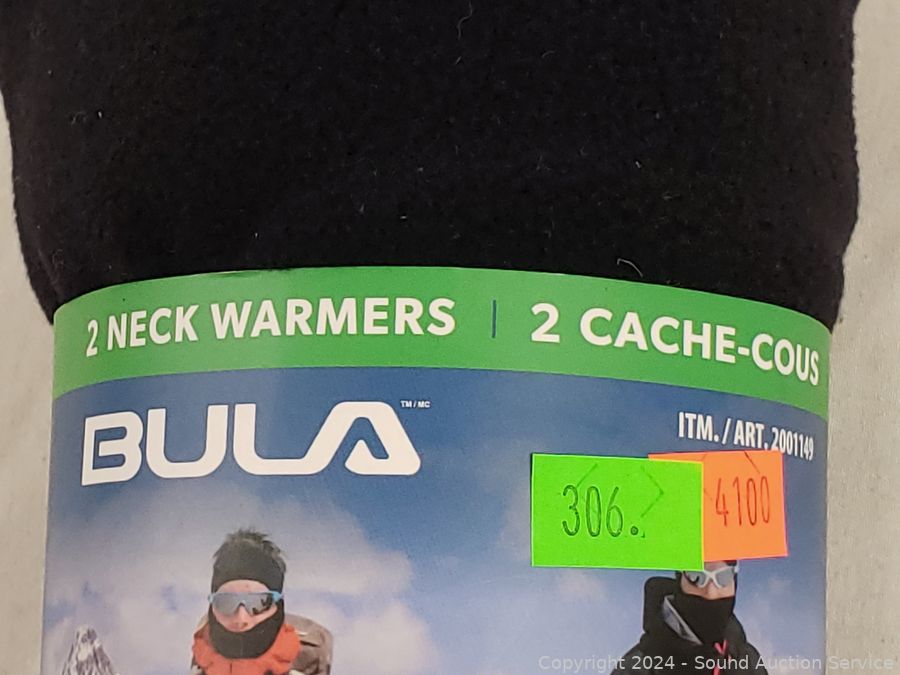 2 NECK WARMERS | 2 CACHE-COUS
BULA TM/MC
ITM. / ART. 2001149
306. 4100
Copyright 2024 - Sound Auction Service